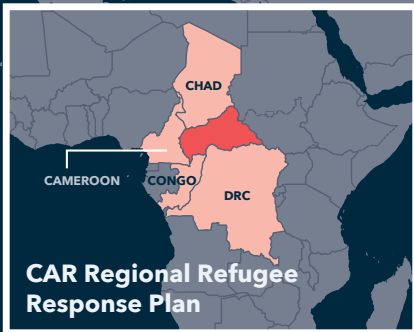 CHAD
CAMEROON
CONGO
DRC
CAR Regional Refugee
Response Plan